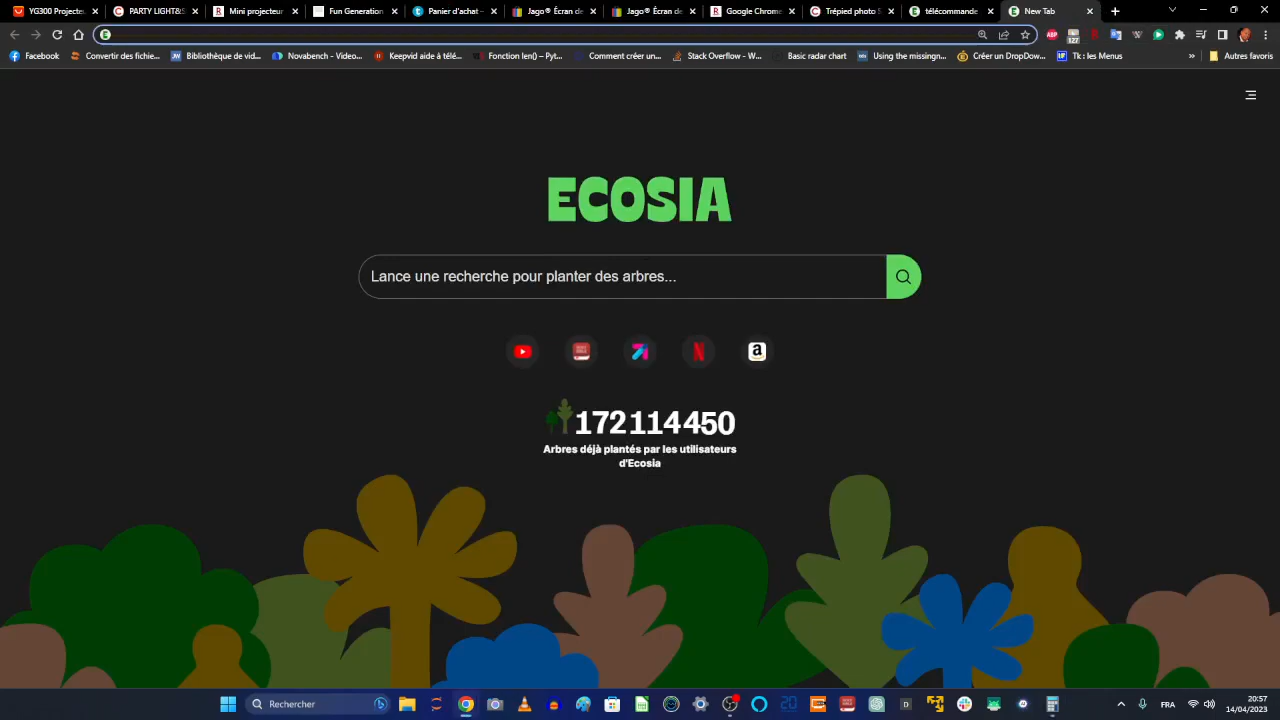 YG300 Projecte
PARTY LIGHT&S
Mini projecteur
Fun Generation
Panier d'achat -
Jago® Écran de
Jago® Écran de
Google Chrome
Trépied photo S
télécommande
New Tab
Facebook
Convertir des fichie...
Bibliothèque de vid...
Novabench - Video...
Keepvid aide à télé...
Fonction len() – Pyt...
Comment créer un...
Stack Overflow - W...
Basic radar chart
Using the missingn...
Créer un DropDow...
Tk : les Menus
»
Autres favoris
ECOSIA
Lance une recherche pour planter des arbres...
172114450
Arbres déjà plantés par les utilisateurs
d'Ecosia
Rechercher
FRA
20:57
14/04/2023